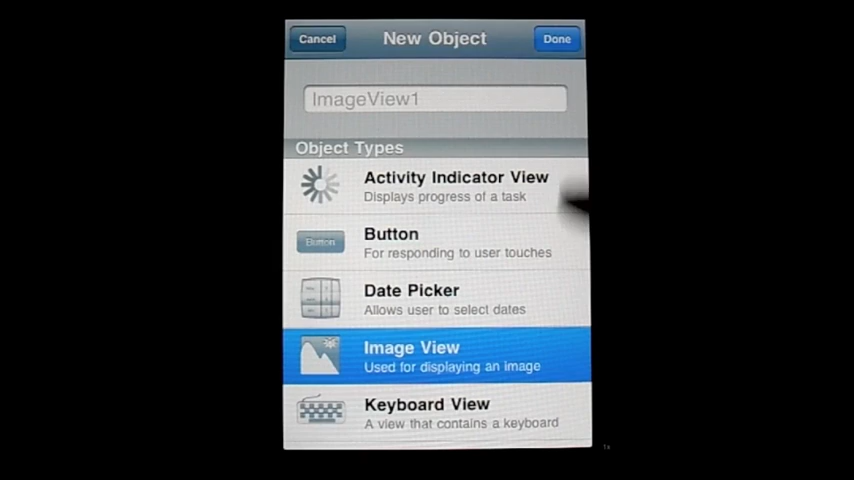 Cancel
New Object
Done
ImageView1
Object Types
Activity Indicator View
Displays progress of a task
Button
Button
For responding to user touches
Date Picker
Allows user to select dates
Image View
Used for displaying an image
Keyboard View
A view that contains a keyboard